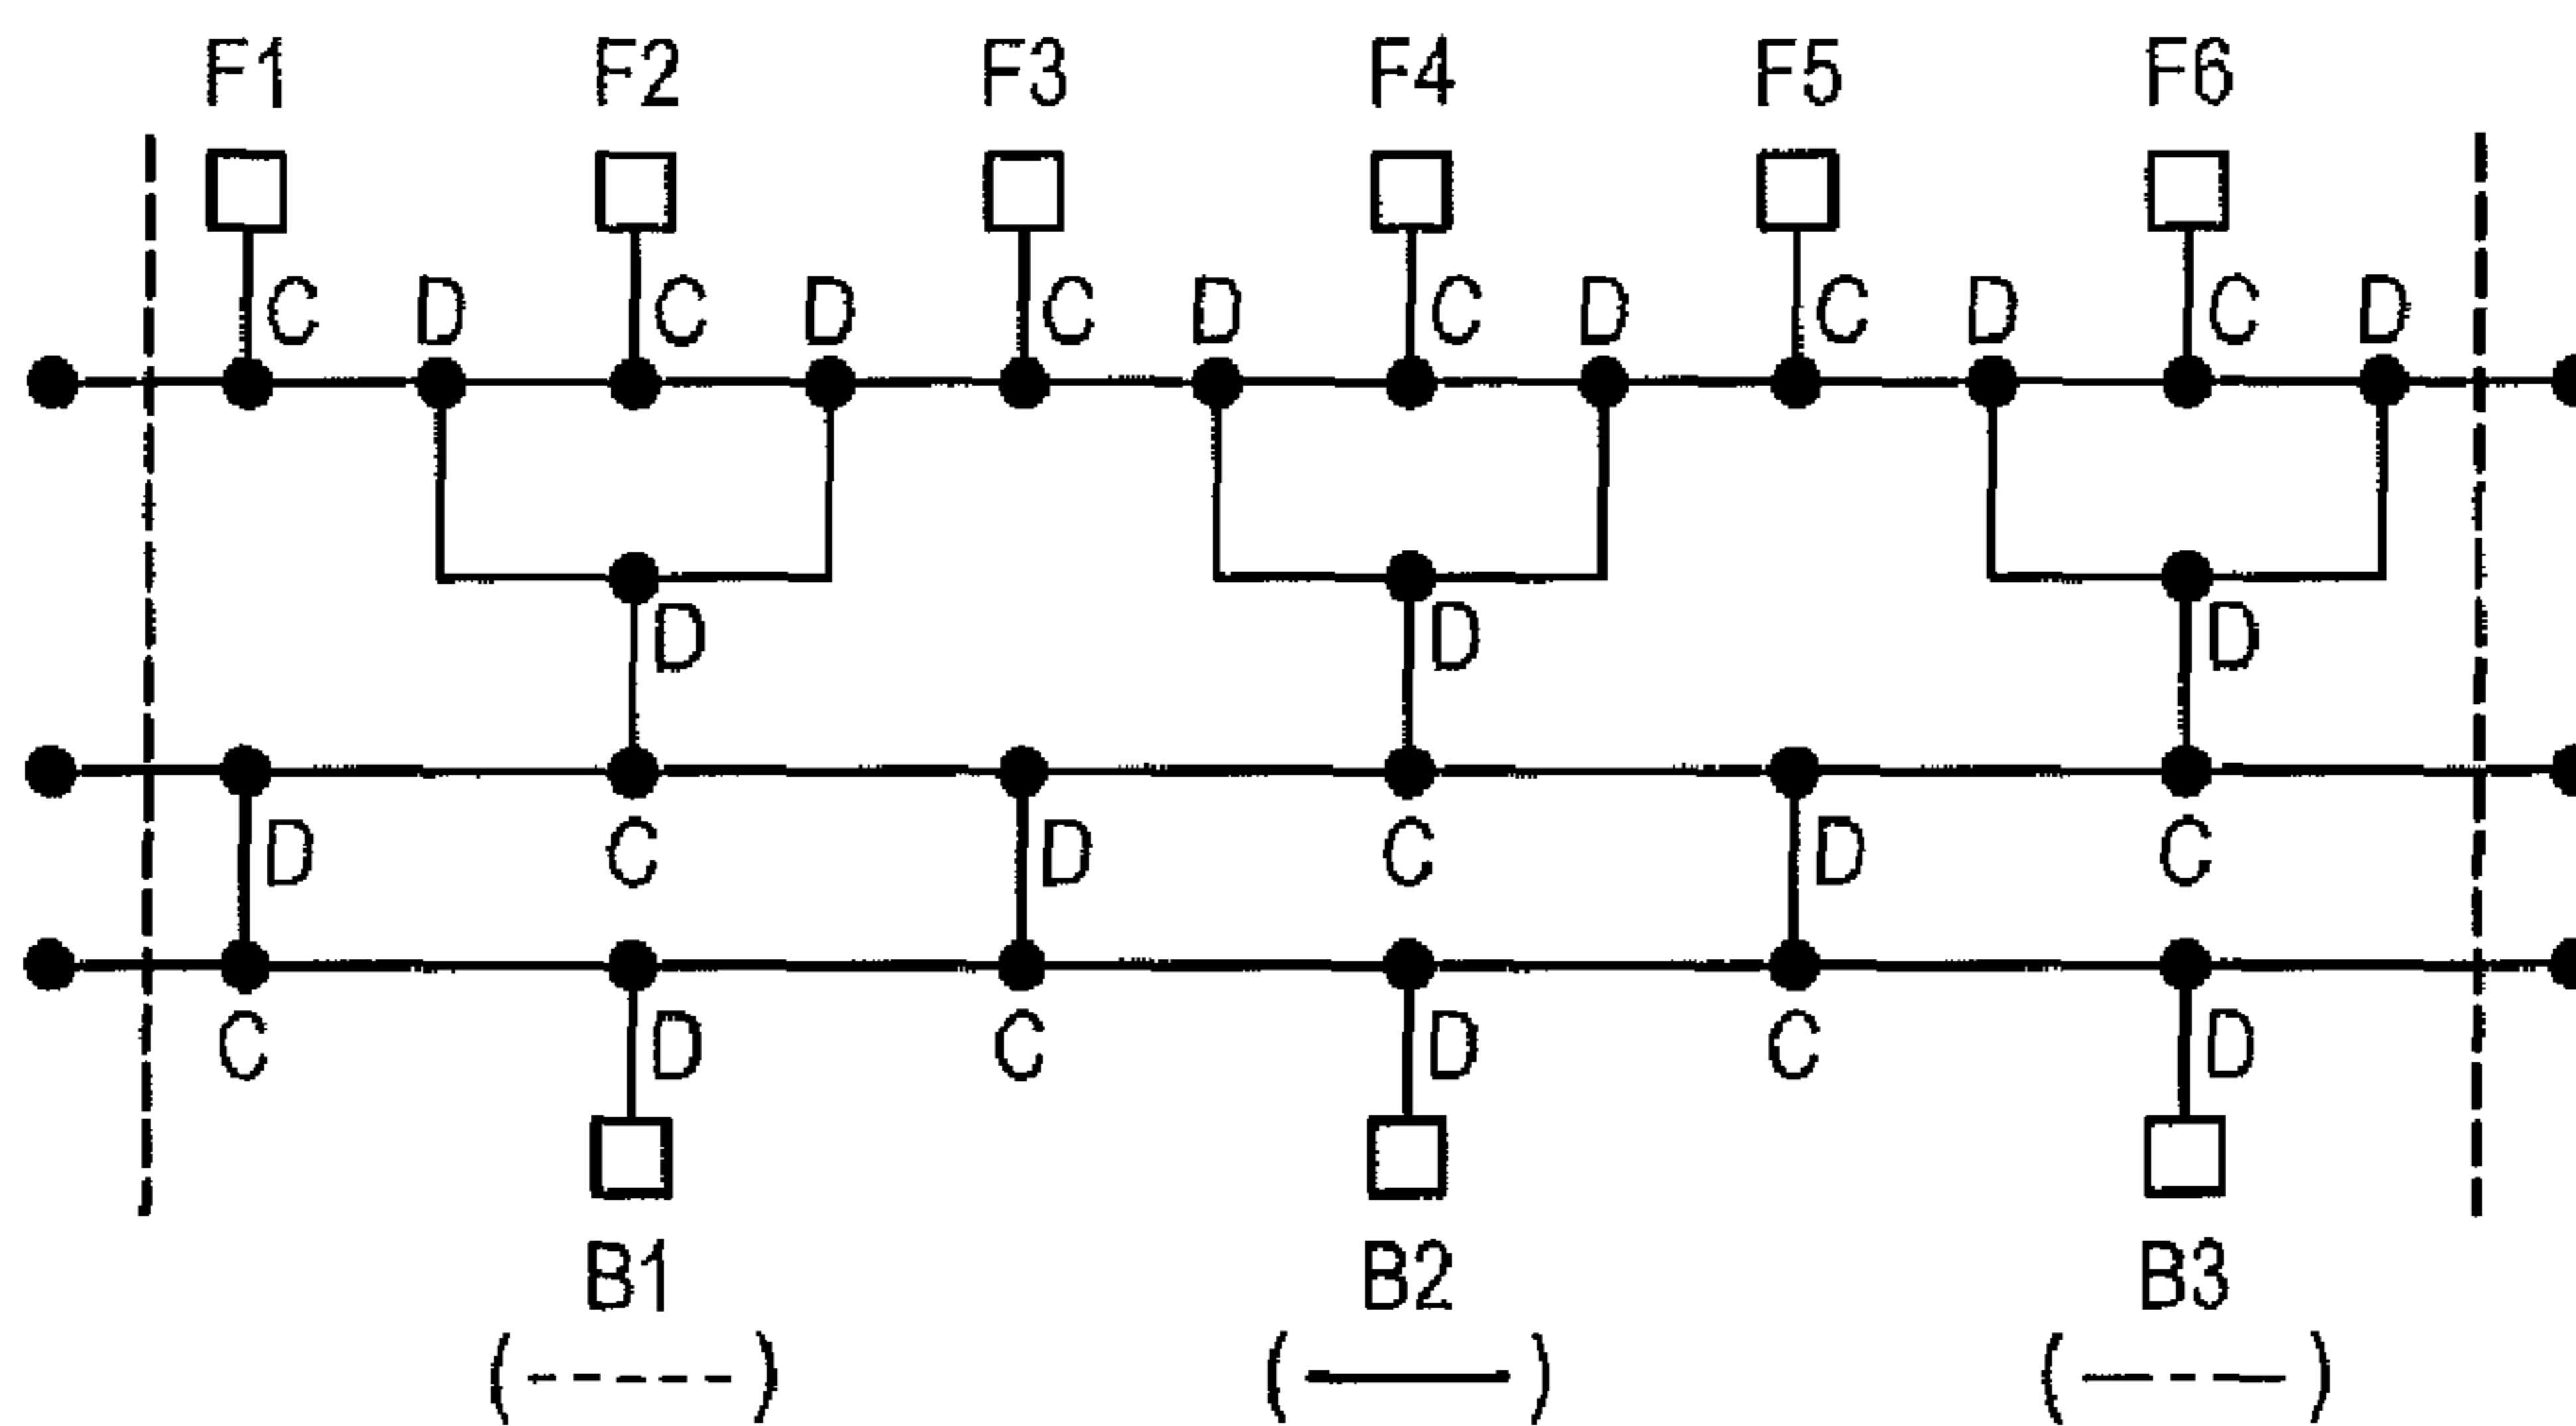 F1 F2 F3 F4 F5 F6
C D C D C D C D C D C D
D D D
D C D C D C
C D C D C D
B1 B2 B3
(-----) (——) (— - —)